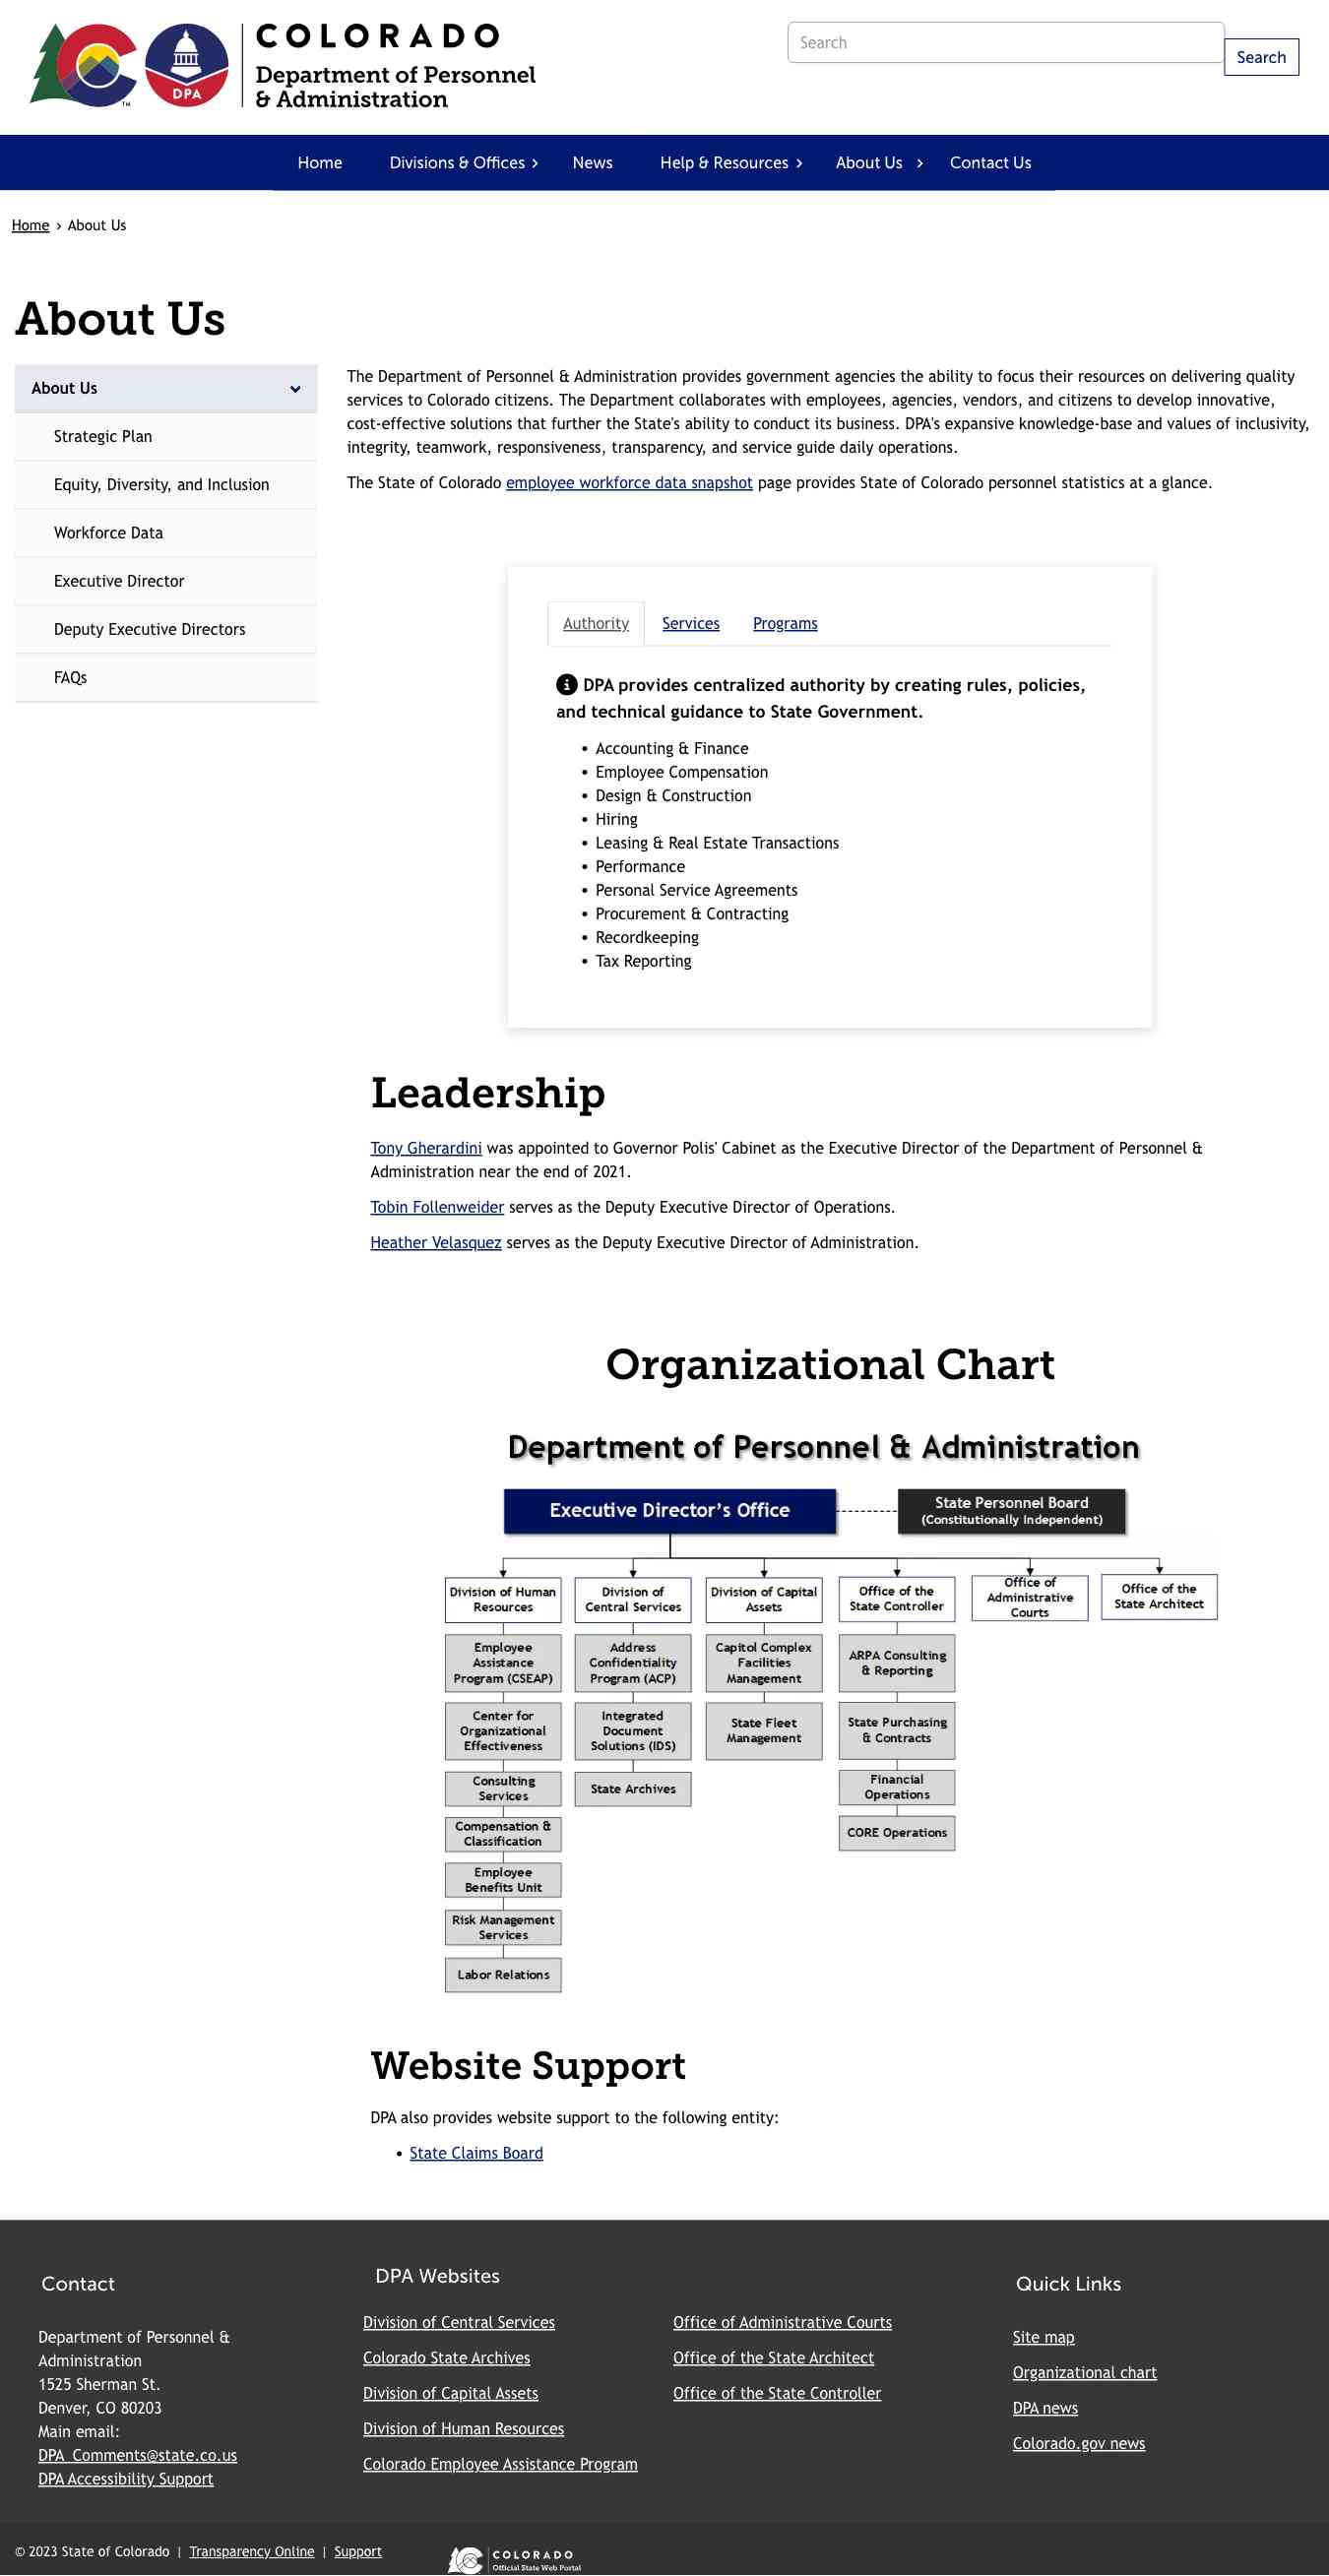 DPA
TM
COLORADO
Department of Personnel
& Administration
Search
Search
Home
Divisions & Offices
News
Help & Resources
About Us
Contact Us
Home › About Us
About Us
About Us
Strategic Plan
Equity, Diversity, and Inclusion
Workforce Data
Executive Director
Deputy Executive Directors
FAQs
The Department of Personnel & Administration provides government agencies the ability to focus their resources on delivering quality
services to Colorado citizens. The Department collaborates with employees, agencies, vendors, and citizens to develop innovative,
cost-effective solutions that further the State's ability to conduct its business. DPA's expansive knowledge-base and values of inclusivity,
integrity, teamwork, responsiveness, transparency, and service guide daily operations.
The State of Colorado employee workforce data snapshot page provides State of Colorado personnel statistics at a glance.
Authority
Services
Programs
DPA provides centralized authority by creating rules, policies,
and technical guidance to State Government.
• Accounting & Finance
• Employee Compensation
• Design & Construction
• Hiring
• Leasing & Real Estate Transactions
• Performance
• Personal Service Agreements
• Procurement & Contracting
• Recordkeeping
• Tax Reporting
Leadership
Tony Gherardini was appointed to Governor Polis' Cabinet as the Executive Director of the Department of Personnel &
Administration near the end of 2021.
Tobin Follenweider serves as the Deputy Executive Director of Operations.
Heather Velasquez serves as the Deputy Executive Director of Administration.
Organizational Chart
Department of Personnel & Administration
Executive Director's Office
State Personnel Board
(Constitutionally Independent)
Division of Human
Resources
Employee
Assistance
Program (CSEAP)
Center for
Organizational
Effectiveness
Consulting
Services
Compensation &
Classification
Employee
Benefits Unit
Risk Management
Services
Labor Relations
Division of
Central Services
Address
Confidentiality
Program (ACP)
Integrated
Document
Solutions (IDS)
State Archives
Division of Capital
Assets
Capitol Complex
Facilities
Management
State Fleet
Management
Office of the
State Controller
ARPA Consulting
& Reporting
State Purchasing
& Contracts
Financial
Operations
CORE Operations
Office of
Administrative
Courts
Office of the
State Architect
Website Support
DPA also provides website support to the following entity:
• State Claims Board
Contact
Department of Personnel &
Administration
1525 Sherman St.
Denver, CO 80203
Main email:
DPA_Comments@state.co.us
DPA Accessibility Support
DPA Websites
Division of Central Services
Colorado State Archives
Division of Capital Assets
Division of Human Resources
Colorado Employee Assistance Program
Office of Administrative Courts
Office of the State Architect
Office of the State Controller
Quick Links
Site map
Organizational chart
DPA news
Colorado.gov news
© 2023 State of Colorado | Transparency Online | Support
COLORADO
Official State Web Portal